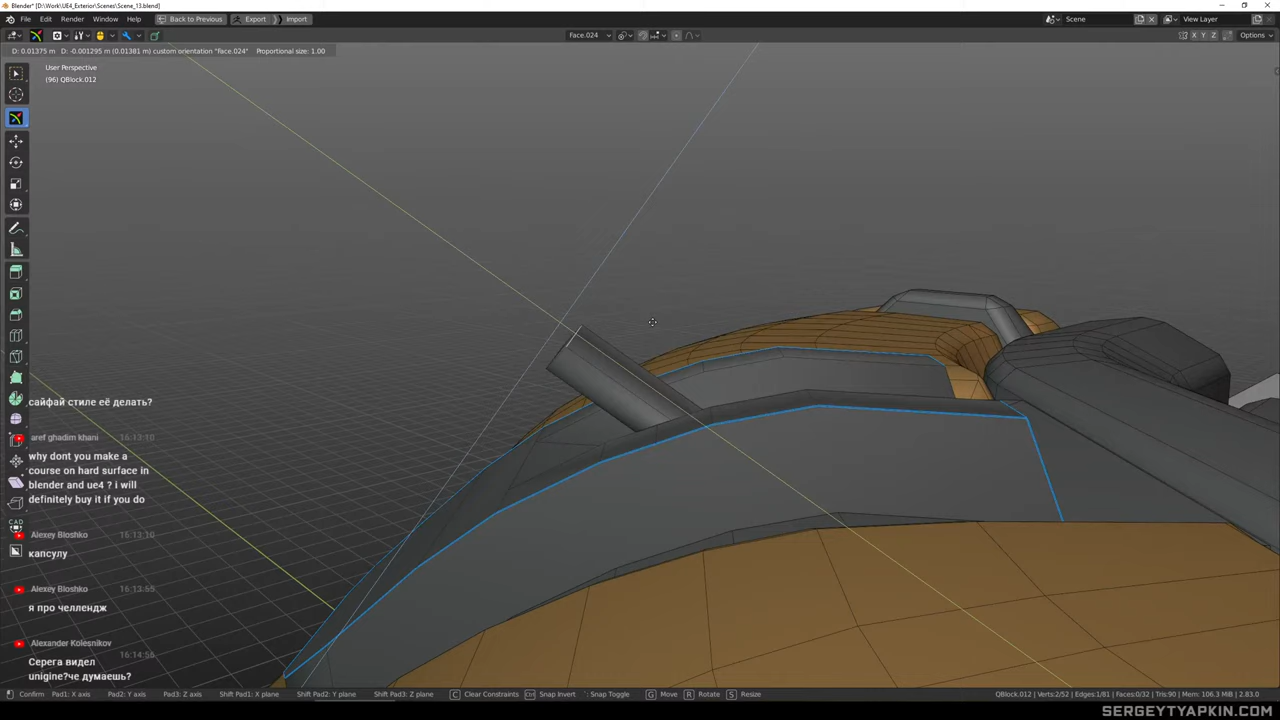 Blender* [D:\Work\UE4_Exterior\Scenes\Scene_13.blend]
File Edit Render Window Help Back to Previous Export Import Scene View Layer
Face.024 X Y Z Options
D: 0.01375 m D: -0.001295 m (0.01381 m) custom orientation "Face.024" Proportional size: 1.00
User Perspective
(96) QBlock.012
сайфай стиле её делать?
aref ghadim khani 16:13:10
why dont you make a
course on hard surface in
blender and ue4 ? i will
definitely buy it if you do
CAD
Alexey Bloshko 16:13:10
капсулу
Alexey Bloshko 16:13:55
я про челлендж
Alexander Kolesnikov 16:14:56
Серега видел
unigine?че думаешь?
Confirm Pad1: X axis Pad2: Y axis Pad3: Z axis Shift Pad1: X plane Shift Pad2: Y plane Shift Pad3: Z plane C Clear Constraints Ctrl Snap Invert Snap Toggle G Move R Rotate S Resize QBlock.012 | Verts:2/52 | Edges:1/81 | Faces:0/32 | Tris:90 | Mem: 106.3 MiB | 2.83.0
SERGEYTYAPKIN.COM